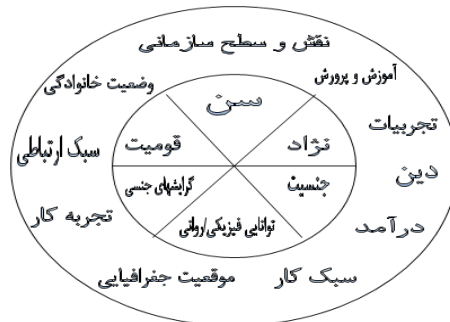 نقش و سطح سازمانی
آموزش و پرورش
وضعیت خانوادگی
سن
تجربیات
سبک ارتباطی
قومیت
نژاد
دین
گرایشهای جنسی
جنسیت
تجربه کار
توانایی فیزیکی/روانی
درآمد
موقعیت جغرافیایی
سبک کار